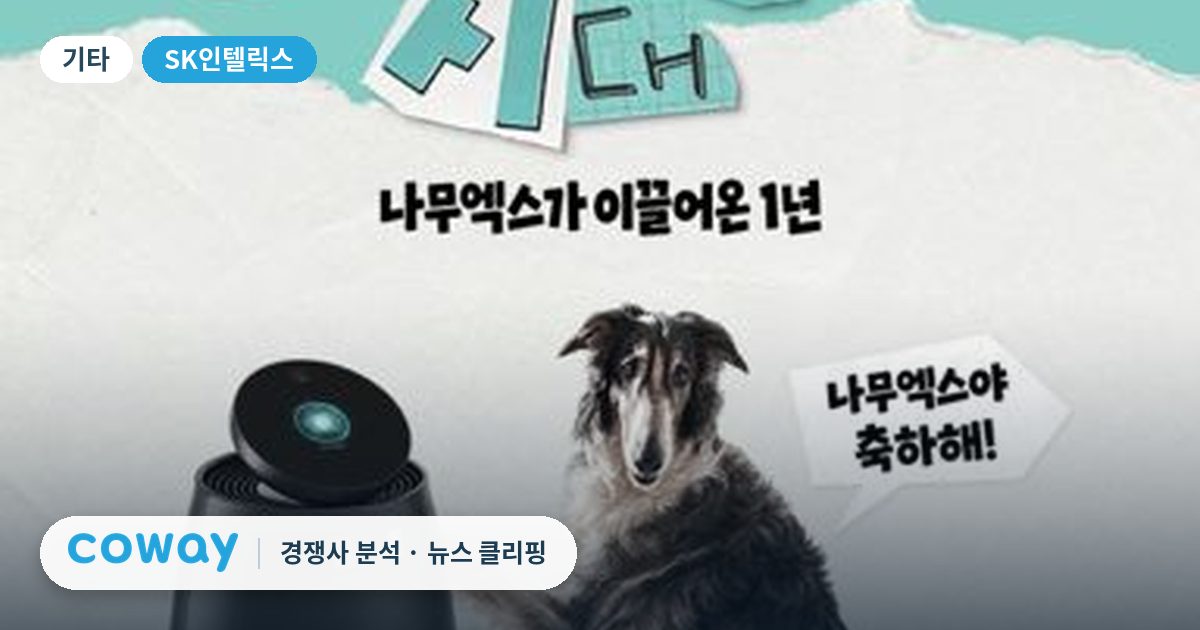 기타
SK인텔릭스
시대
나무엑스가 이끌어온 1년
나무엑스야
축하해!
coway
경쟁사 분석 · 뉴스 클리핑